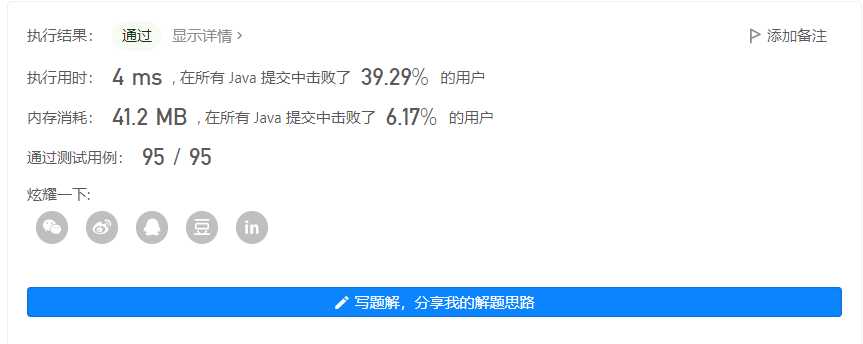 执行结果： 通过 显示详情 › 添加备注
执行用时： 4 ms , 在所有 Java 提交中击败了 39.29% 的用户
内存消耗： 41.2 MB , 在所有 Java 提交中击败了 6.17% 的用户
通过测试用例： 95 / 95
炫耀一下:
豆 in
写题解，分享我的解题思路